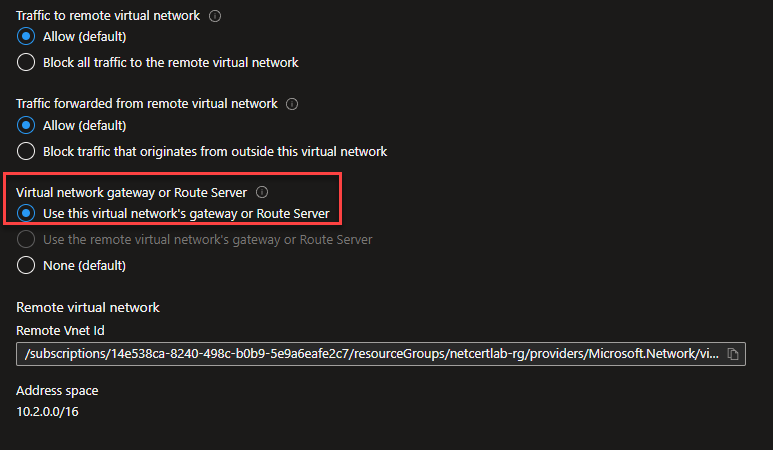 Traffic to remote virtual network
Allow (default)
Block all traffic to the remote virtual network
Traffic forwarded from remote virtual network
Allow (default)
Block traffic that originates from outside this virtual network
Virtual network gateway or Route Server
Use this virtual network's gateway or Route Server
Use the remote virtual network's gateway or Route Server
None (default)
Remote virtual network
Remote Vnet Id
/subscriptions/14e538ca-8240-498c-b0b9-5e9a6eafe2c7/resourceGroups/netcertlab-rg/providers/Microsoft.Network/vi...
Address space
10.2.0.0/16